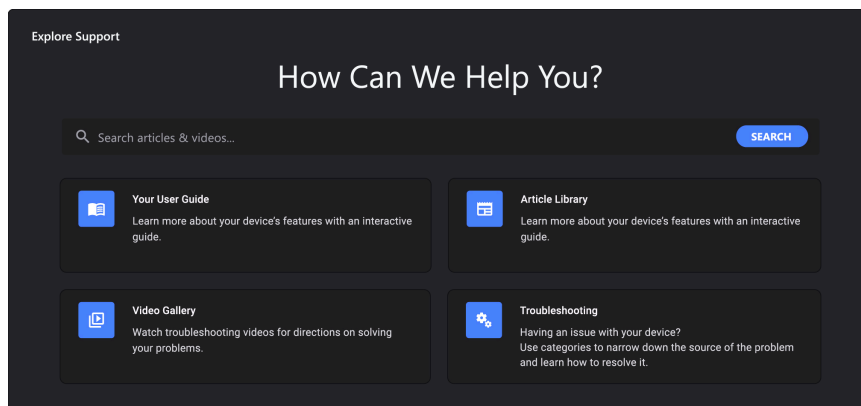 Explore Support
How Can We Help You?
Search articles & videos...
SEARCH
Your User Guide
Learn more about your device's features with an interactive
guide.
Article Library
Learn more about your device's features with an interactive
guide.
Video Gallery
Watch troubleshooting videos for directions on solving
your problems.
Troubleshooting
Having an issue with your device?
Use categories to narrow down the source of the problem
and learn how to resolve it.